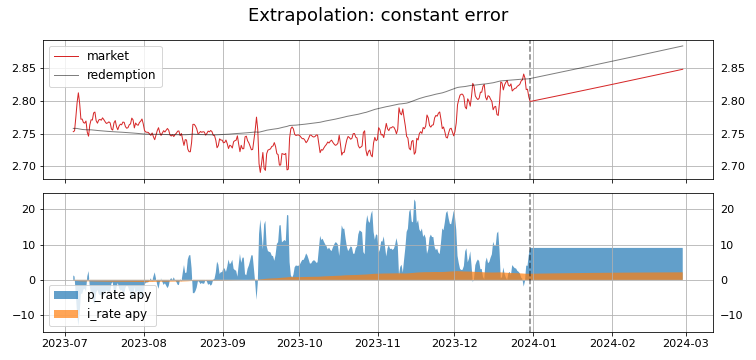 Extrapolation: constant error
market
redemption
2.85
2.80
2.75
2.70
2.85
2.80
2.75
2.70
p_rate apy
i_rate apy
20
10
0
−10
20
10
0
−10
2023-07 2023-08 2023-09 2023-10 2023-11 2023-12 2024-01 2024-02 2024-03